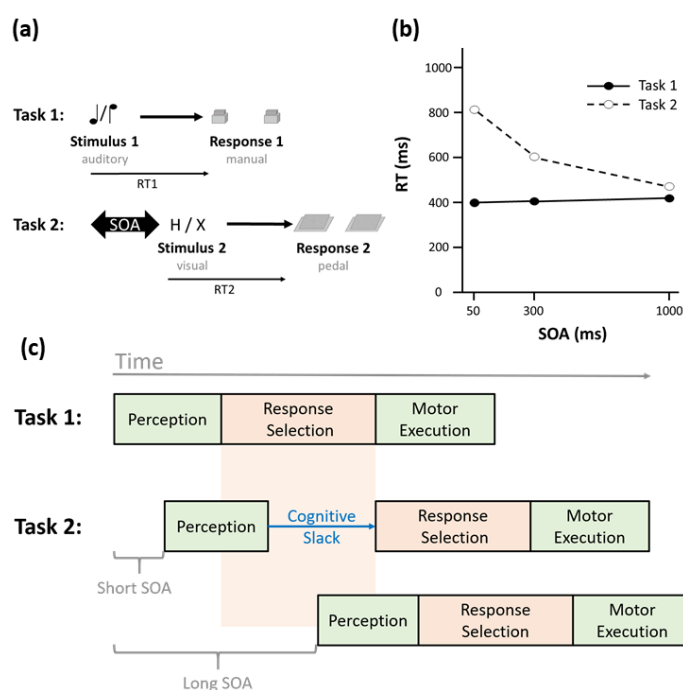 (a)
Task 1:
Stimulus 1
auditory
Response 1
manual
RT1
Task 2:
SOA
H / X
Stimulus 2
visual
Response 2
pedal
RT2
(b)
1000
800
600
400
200
0
RT (ms)
Task 1
Task 2
50
300
1000
SOA (ms)
(c)
Time
Task 1:
Perception
Response
Selection
Motor
Execution
Task 2:
Perception
Cognitive
Slack
Response
Selection
Motor
Execution
Short SOA
Perception
Response
Selection
Motor
Execution
Long SOA